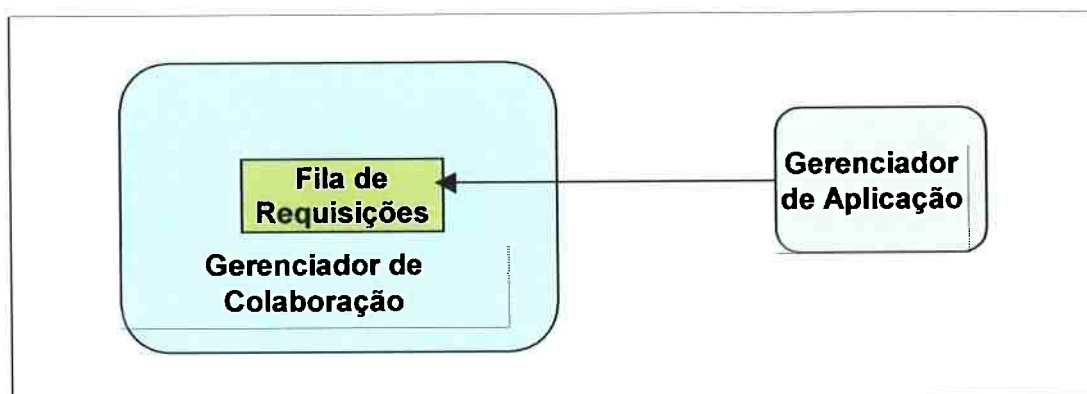 Fila de
Requisições
Gerenciador de
Colaboração
Gerenciador
de Aplicação